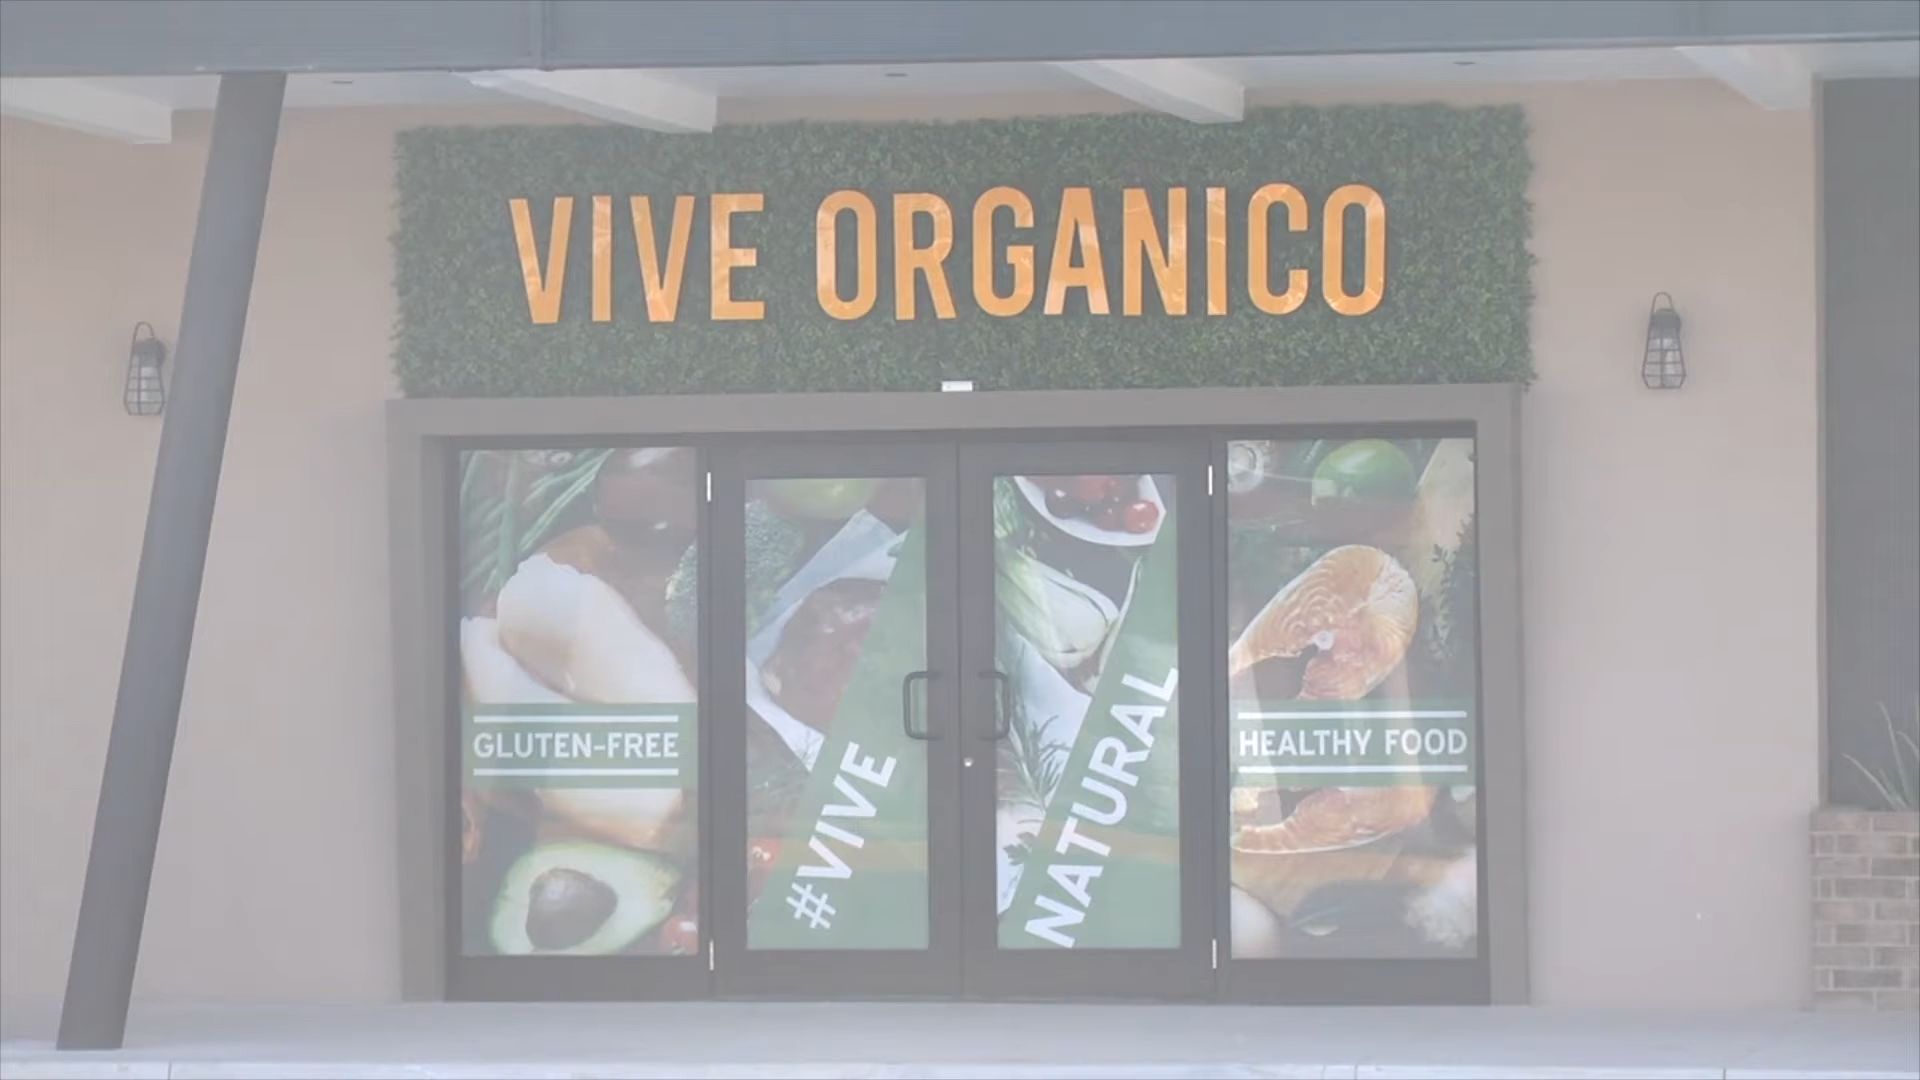 VIVE ORGANICO
GLUTEN-FREE
#VIVE
NATURAL
HEALTHY FOOD